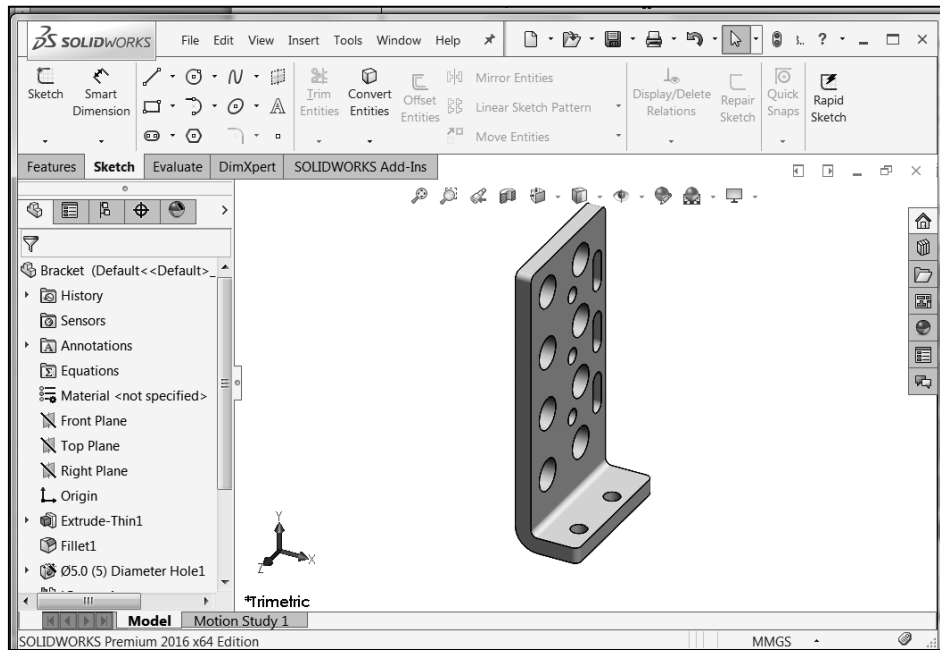 SOLIDWORKS File Edit View Insert Tools Window Help ?
Sketch Smart Dimension Trim Entities Convert Entities Offset Entities Mirror Entities Display/Delete Relations Repair Sketch Quick Snaps Rapid Sketch
Linear Sketch Pattern
Move Entities
Features Sketch Evaluate DimXpert SOLIDWORKS Add-Ins
Bracket (Default<<Default>_
History
Sensors
Annotations
Equations
Material <not specified>
Front Plane
Top Plane
Right Plane
Origin
Extrude-Thin1
Fillet1
Ø5.0 (5) Diameter Hole1
Y
X
Z
*Trimetric
Model Motion Study 1
SOLIDWORKS Premium 2016 x64 Edition MMGS